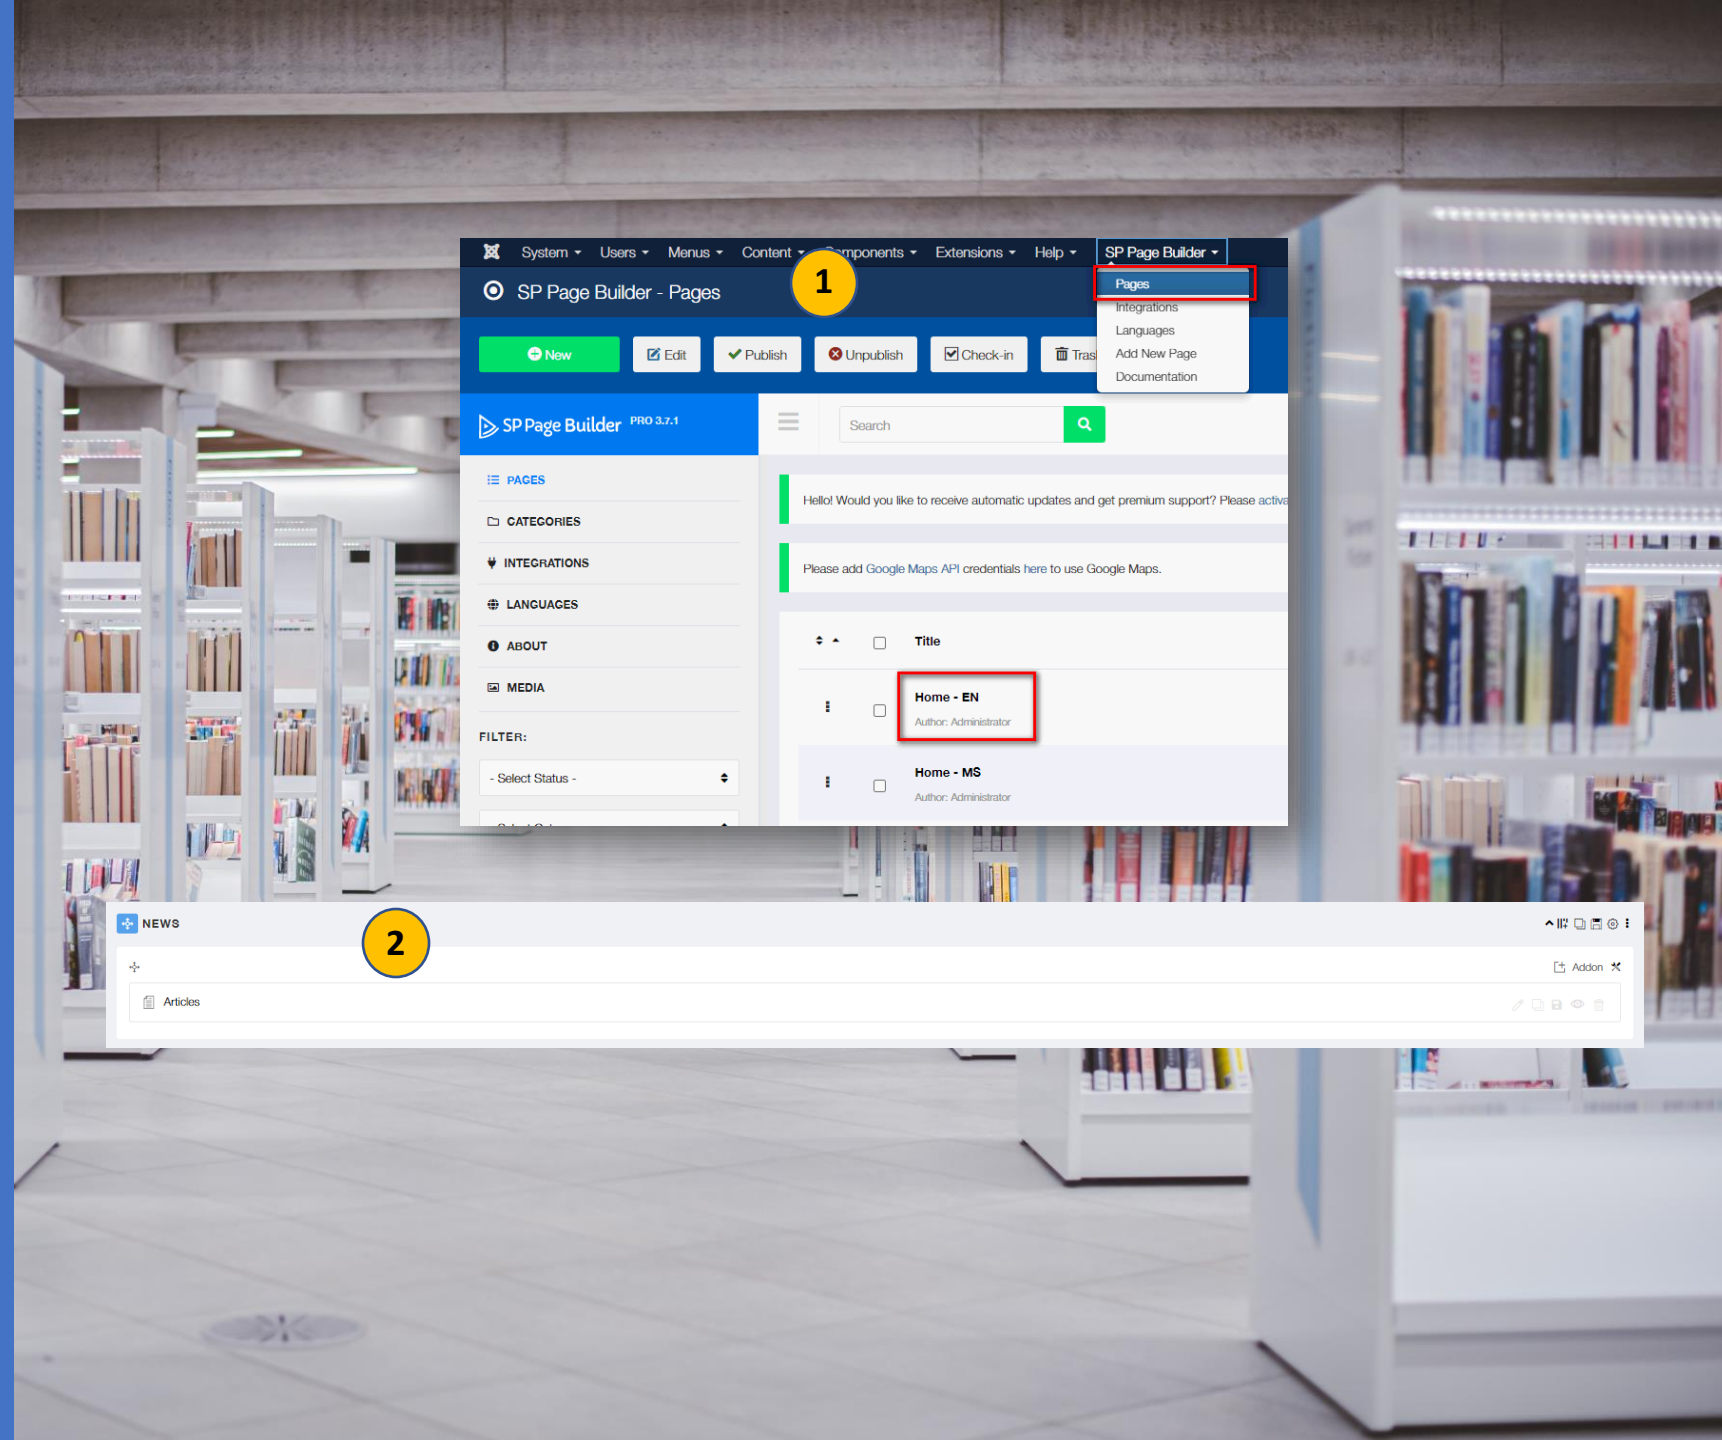 System Users Menus Content Components Extensions Help SP Page Builder
1
SP Page Builder - Pages
Pages
Integrations
Languages
Add New Page
Documentation
New Edit Publish Unpublish Check-in Tras
SP Page Builder PRO 3.7.1
Search
PAGES
CATEGORIES
INTEGRATIONS
LANGUAGES
ABOUT
MEDIA
FILTER:
- Select Status -
Hello! Would you like to receive automatic updates and get premium support? Please activa
Please add Google Maps API credentials here to use Google Maps.
Title
Home - EN
Author: Administrator
Home - MS
Author: Administrator
2
NEWS
Addon
Articles